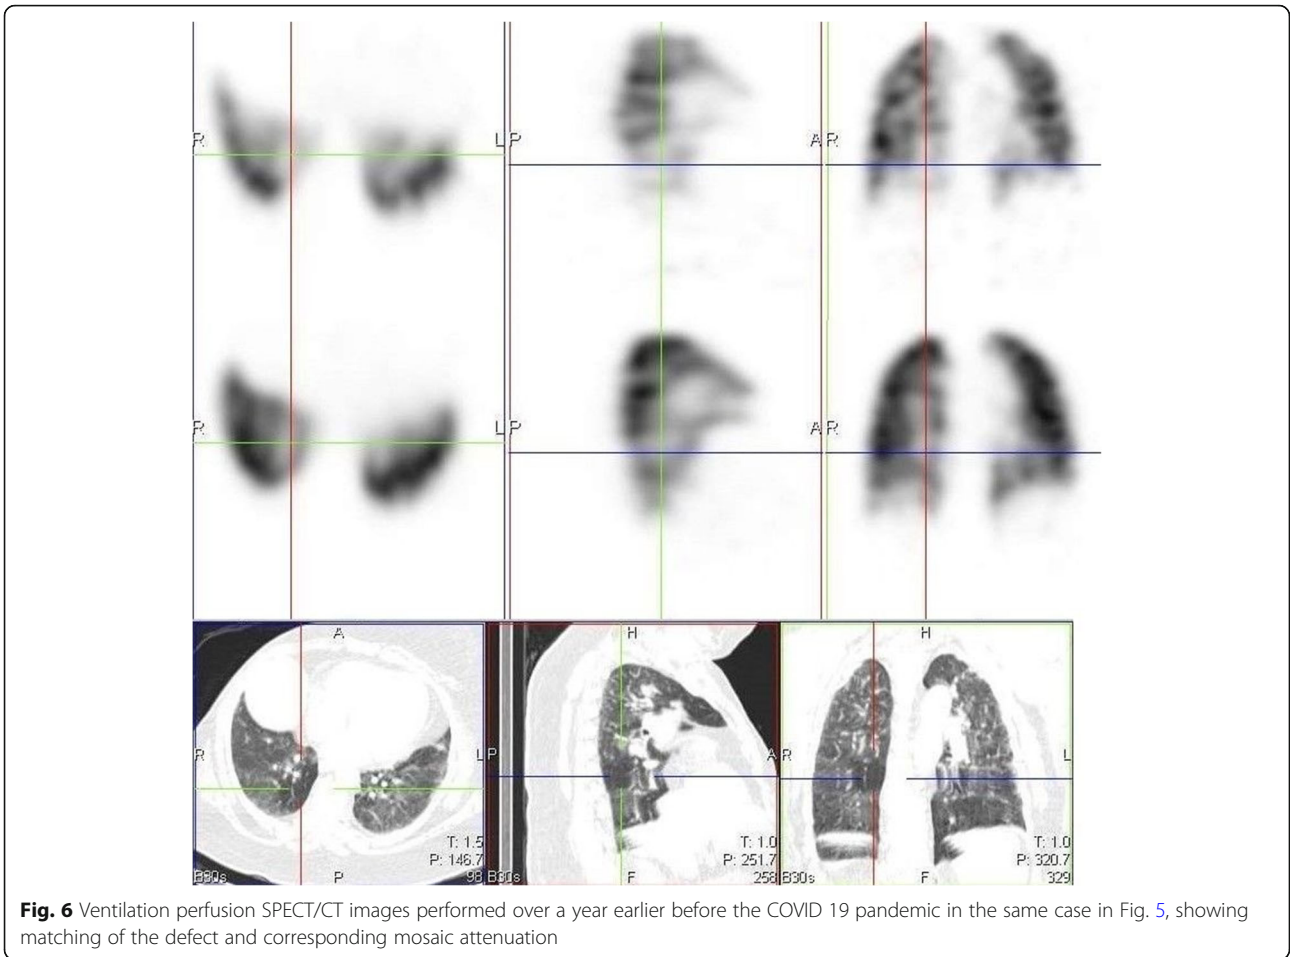 R L P A R
R L P A R
A H H
R L P A R L
T: 1.5 T: 1.0 T: 1.0
P: 146.7 P: 251.7 P: 320.7
B30s P 98 B30s F 258 B30s F 329
Fig. 6 Ventilation perfusion SPECT/CT images performed over a year earlier before the COVID 19 pandemic in the same case in Fig. 5, showing
matching of the defect and corresponding mosaic attenuation